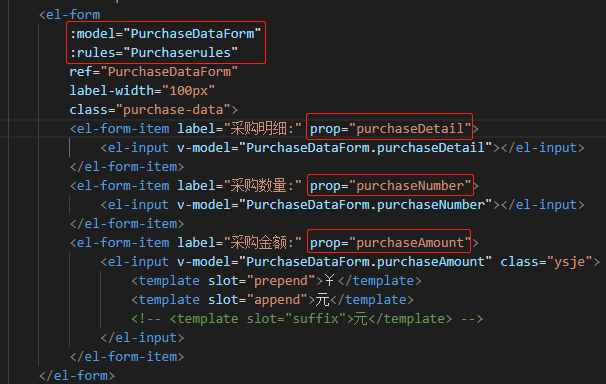 <el-form
:model="PurchaseDataForm"
:rules="Purchaserules"
ref="PurchaseDataForm"
label-width="100px"
class="purchase-data">
<el-form-item label="采购明细:" prop="purchaseDetail">
<el-input v-model="PurchaseDataForm.purchaseDetail"></el-input>
</el-form-item>
<el-form-item label="采购数量:" prop="purchaseNumber">
<el-input v-model="PurchaseDataForm.purchaseNumber"></el-input>
</el-form-item>
<el-form-item label="采购金额:" prop="purchaseAmount">
<el-input v-model="PurchaseDataForm.purchaseAmount" class="ysje">
<template slot="prepend">¥</template>
<template slot="append">元</template>
<!-- <template slot="suffix">元</template> -->
</el-input>
</el-form-item>
</el-form>